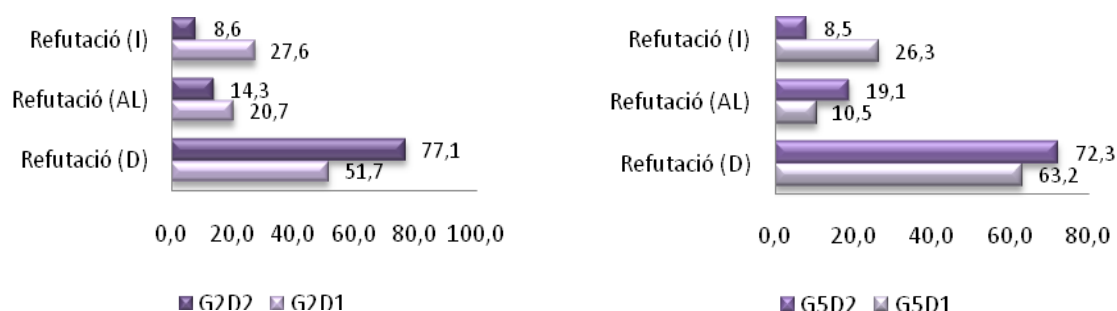 Refutació (I)
8,6
27,6
Refutació (AL)
14,3
20,7
Refutació (D)
77,1
51,7
0,0 20,0 40,0 60,0 80,0 100,0
G2D2 G2D1
Refutació (I)
8,5
26,3
Refutació (AL)
19,1
10,5
Refutació (D)
72,3
63,2
0,0 20,0 40,0 60,0 80,0
G5D2 G5D1